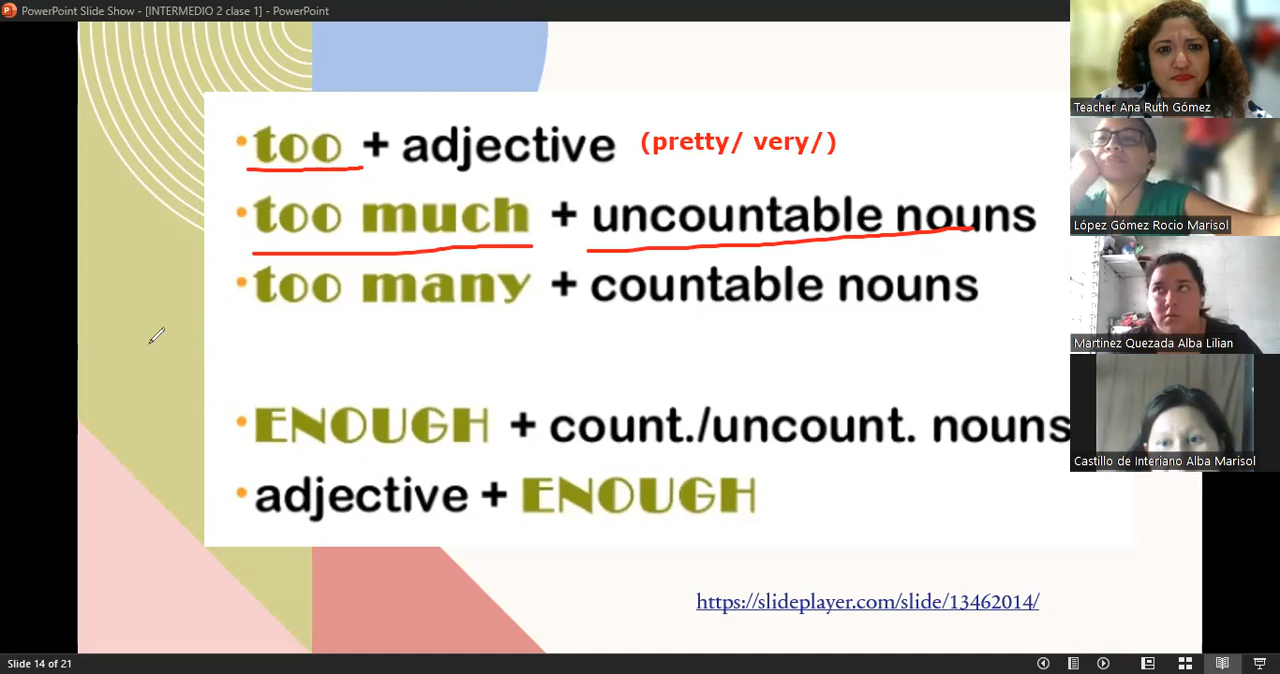 PowerPoint Slide Show - [INTERMEDIO 2 clase 1] - PowerPoint
• too + adjective (pretty/ very/)
• too much + uncountable nouns
• too many + countable nouns
• ENOUGH + count./uncount. nouns
• adjective + ENOUGH
https://slideplayer.com/slide/13462014/
Teacher Ana Ruth Gómez
López Gómez Rocio Marisol
Martinez Quezada Alba Lilian
Castillo de Interiano Alba Marisol
Slide 14 of 21